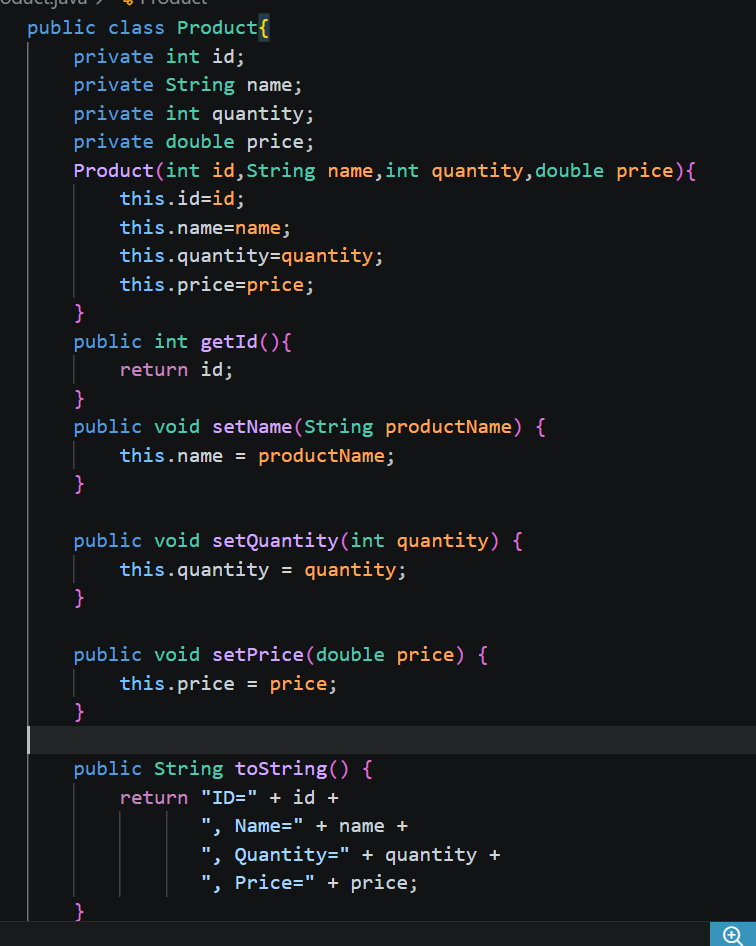 oduct.java > Product
public class Product{
    private int id;
    private String name;
    private int quantity;
    private double price;
    Product(int id,String name,int quantity,double price){
        this.id=id;
        this.name=name;
        this.quantity=quantity;
        this.price=price;
    }
    public int getId(){
        return id;
    }
    public void setName(String productName) {
        this.name = productName;
    }

    public void setQuantity(int quantity) {
        this.quantity = quantity;
    }

    public void setPrice(double price) {
        this.price = price;
    }

    public String toString() {
        return "ID=" + id +
               ", Name=" + name +
               ", Quantity=" + quantity +
               ", Price=" + price;
    }